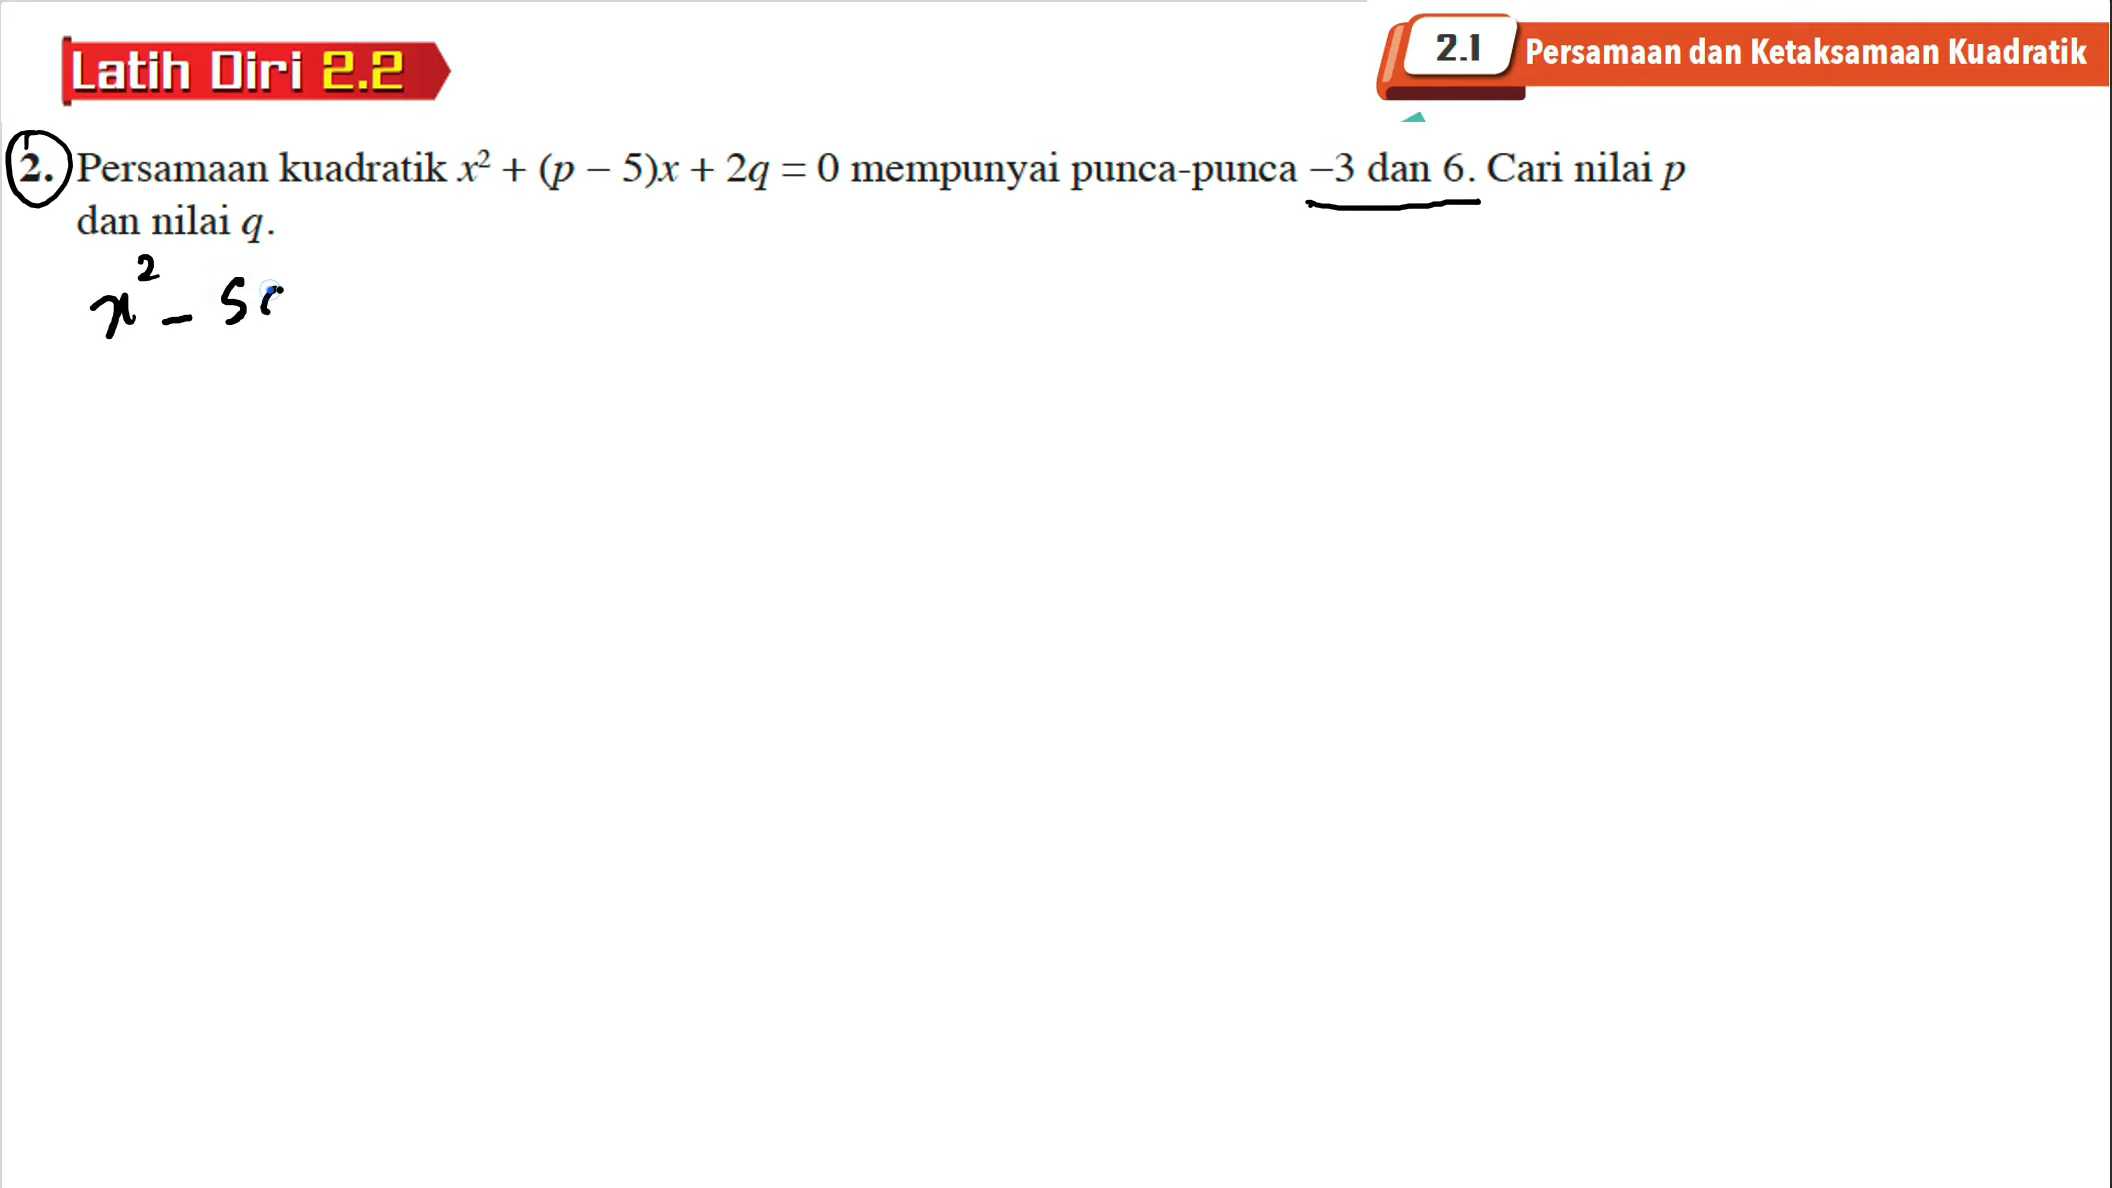 Latih Diri 2.2
2.1 Persamaan dan Ketaksamaan Kuadratik
2. Persamaan kuadratik x² + (p – 5)x + 2q = 0 mempunyai punca-punca –3 dan 6. Cari nilai p
dan nilai q.
x² – S